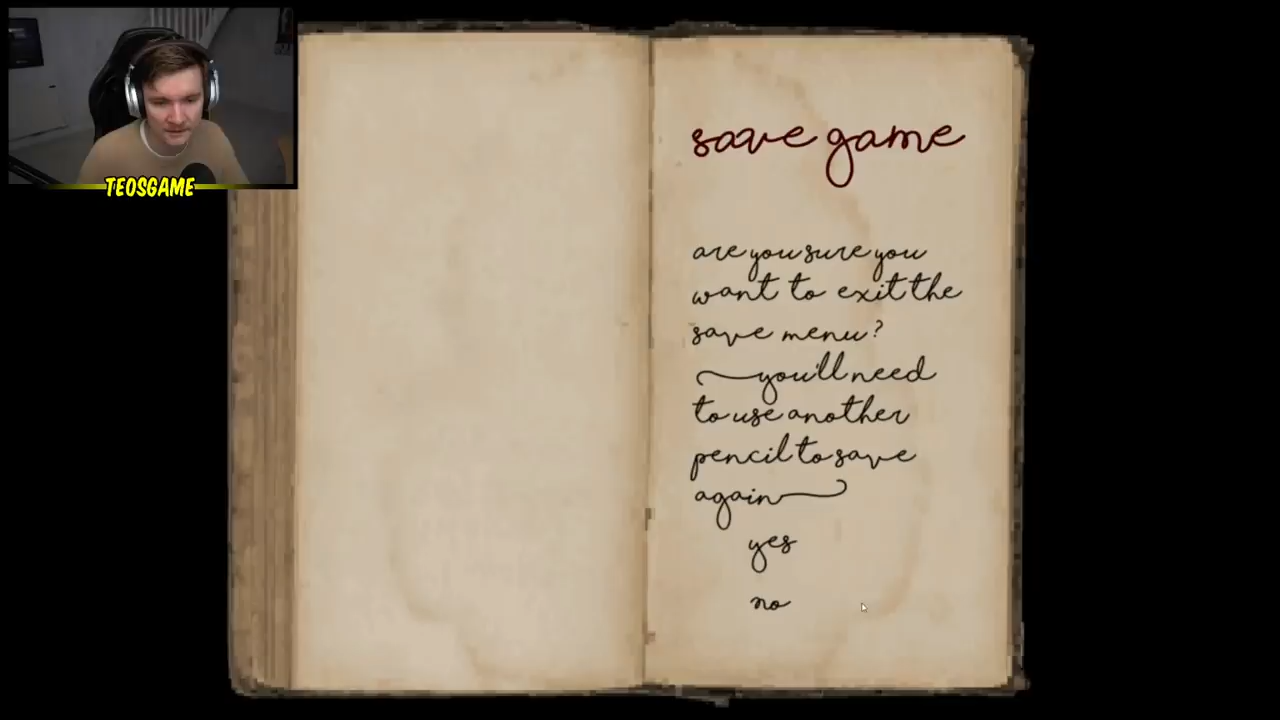 TEOSGAME
save game
are you sure you
want to exit the
save menu?
you'll need
to use another
pencil to save
again
yes
no